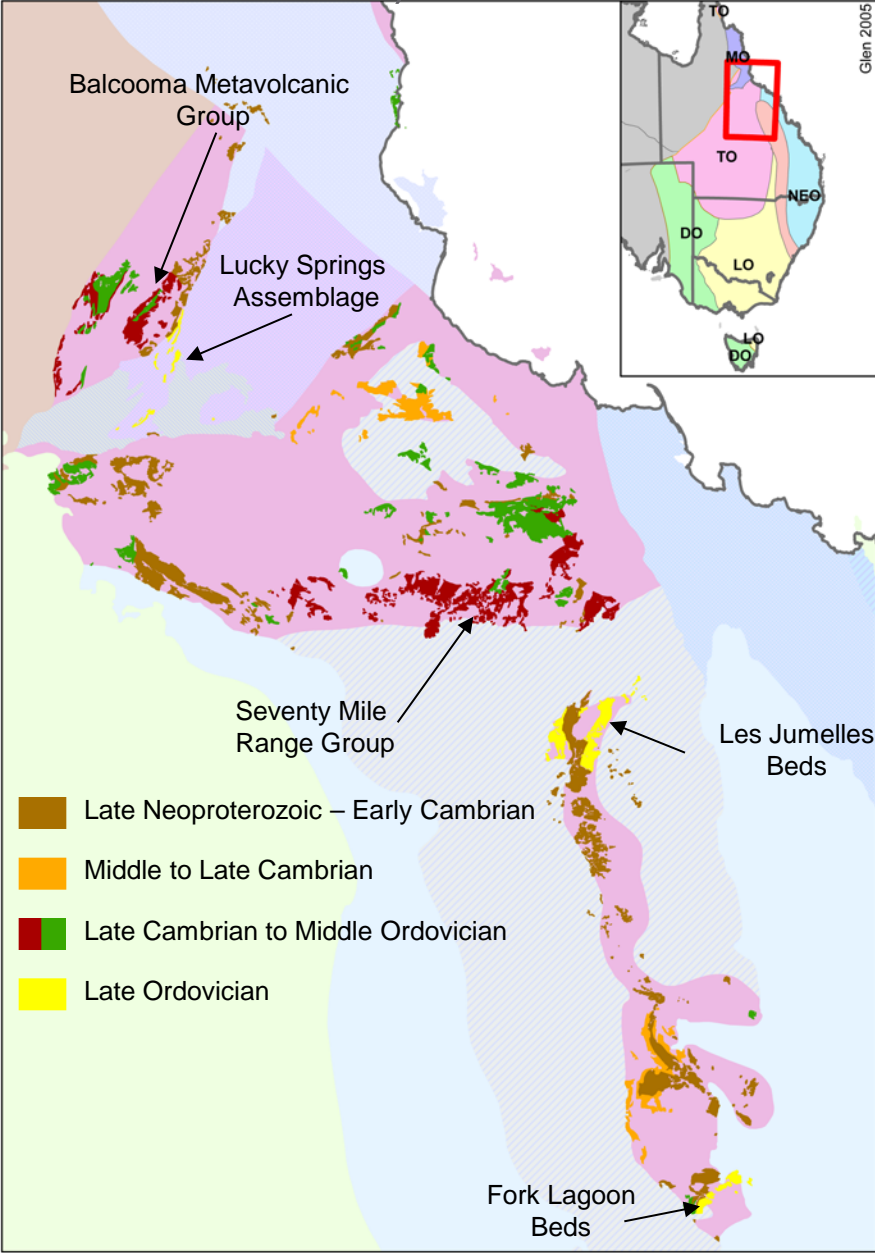 Balcooma Metavolcanic
Group
Lucky Springs
Assemblage
Seventy Mile
Range Group
Les Jumelles
Beds
Late Neoproterozoic – Early Cambrian
Middle to Late Cambrian
Late Cambrian to Middle Ordovician
Late Ordovician
Fork Lagoon
Beds
TO
MO
TO
NEO
DO
LO
LO
DO
Glen 2005